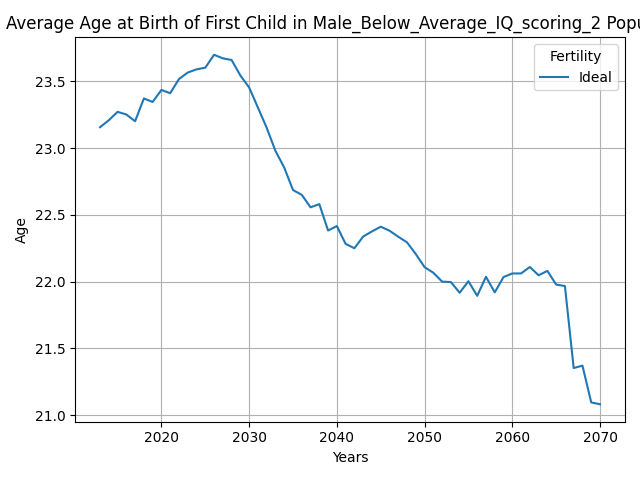 Average Age at Birth of First Child in Male_Below_Average_IQ_scoring_2 Popu
Fertility
Ideal
Age
23.5
23.0
22.5
22.0
21.5
21.0
2020 2030 2040 2050 2060 2070
Years